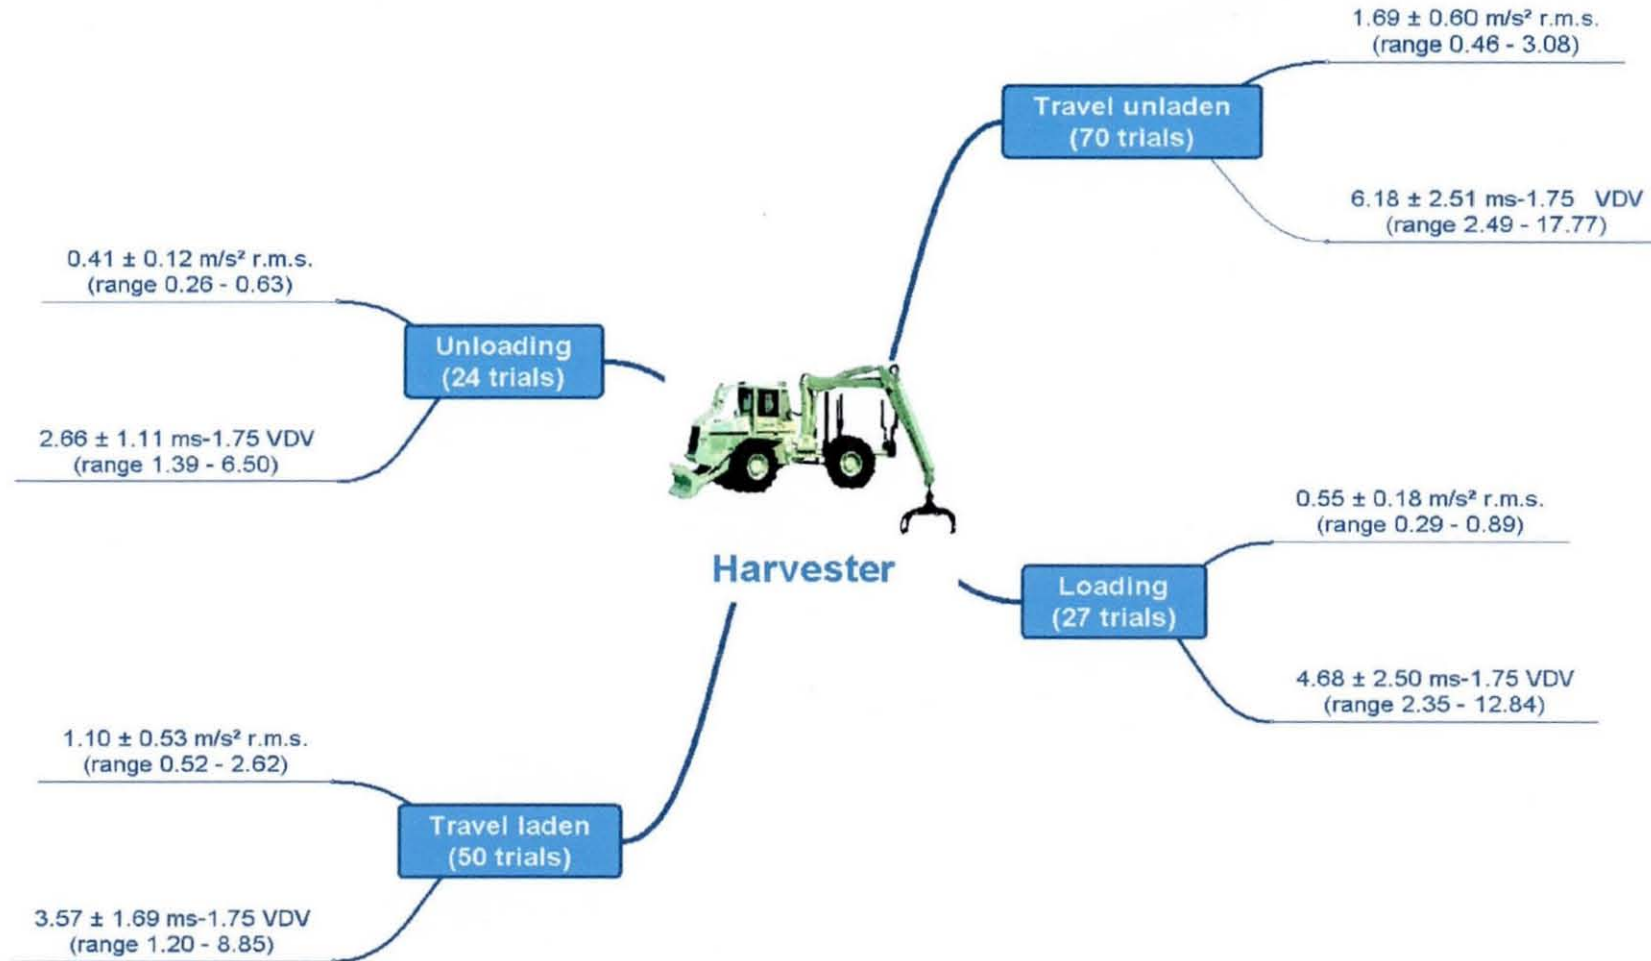 1.69 ± 0.60 m/s² r.m.s.
(range 0.46 - 3.08)
Travel unladen
(70 trials)
6.18 ± 2.51 ms-1.75 VDV
(range 2.49 - 17.77)
0.41 ± 0.12 m/s² r.m.s.
(range 0.26 - 0.63)
Unloading
(24 trials)
2.66 ± 1.11 ms-1.75 VDV
(range 1.39 - 6.50)
Harvester
0.55 ± 0.18 m/s² r.m.s.
(range 0.29 - 0.89)
Loading
(27 trials)
4.68 ± 2.50 ms-1.75 VDV
(range 2.35 - 12.84)
1.10 ± 0.53 m/s² r.m.s.
(range 0.52 - 2.62)
Travel laden
(50 trials)
3.57 ± 1.69 ms-1.75 VDV
(range 1.20 - 8.85)